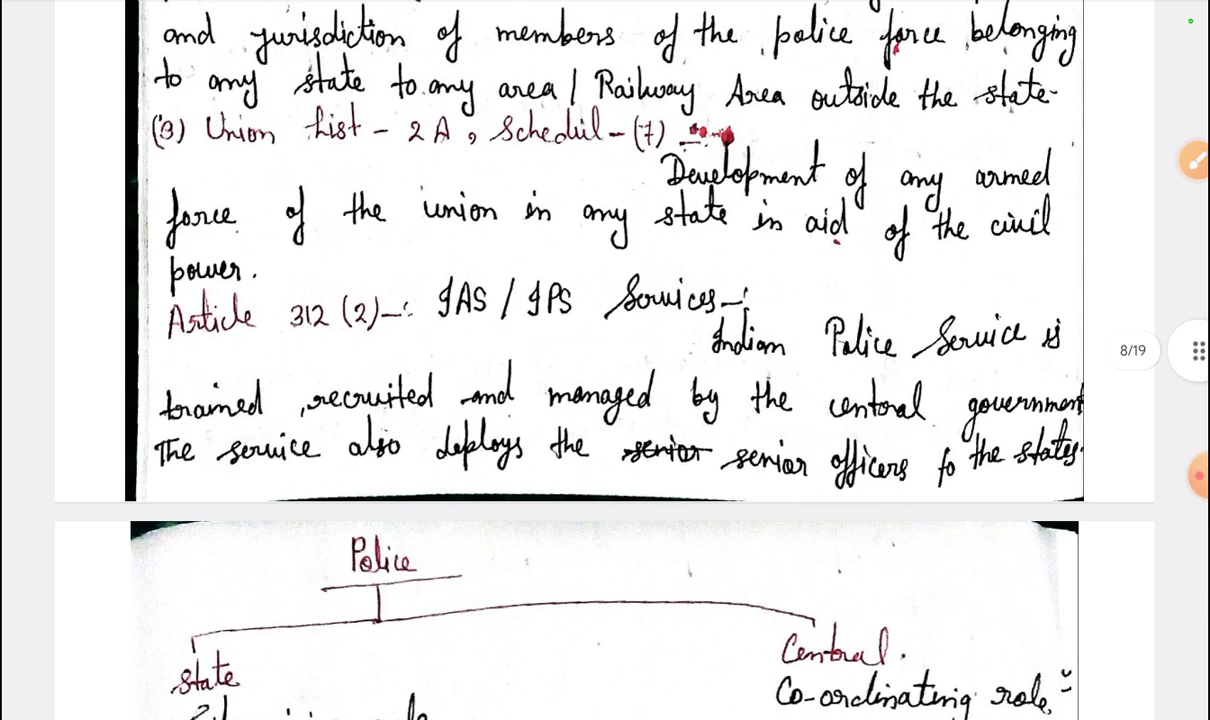 and jurisdiction of members of the police force belonging
to any state to any area / Railway Area outside the state-
(3) Union List - 2A, Schedul-(7)
Development of any armed
force of the union in any state in aid of the civil
power.
Article 312 (2)-: IAS / IPS Services-:
Indian Police Service is
trained, recruited and managed by the centoral government
The service also deploys the senior senior officers to the states.
8/19
Police
State
Central.
Co-ordinating role